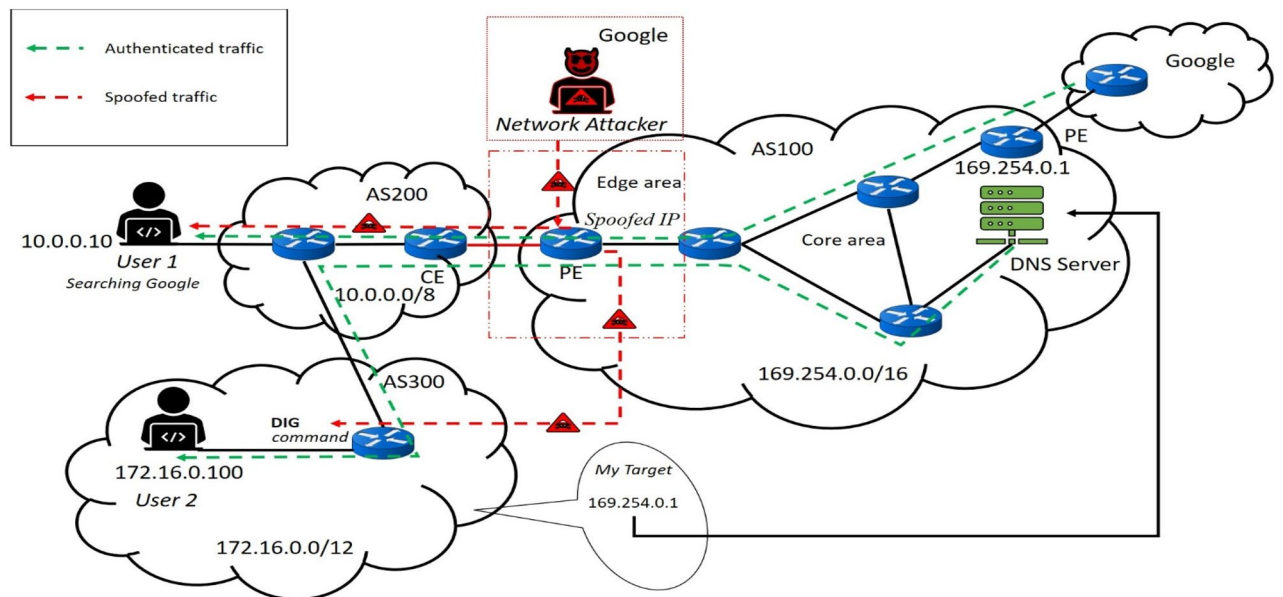 Authenticated traffic
Spoofed traffic
Google
Network Attacker
Google
AS100
PE
169.254.0.1
Edge area
Spoofed IP
AS200
10.0.0.10
User 1
Searching Google
CE
10.0.0.0/8
PE
Core area
DNS Server
169.254.0.0/16
AS300
DIG
command
172.16.0.100
User 2
172.16.0.0/12
My Target
169.254.0.1